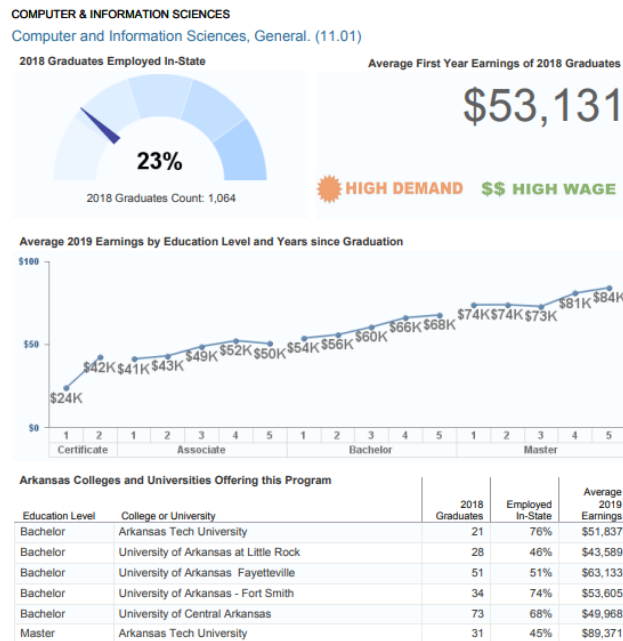 COMPUTER & INFORMATION SCIENCES
Computer and Information Sciences, General. (11.01)
2018 Graduates Employed In-State
23%
2018 Graduates Count: 1,064
Average First Year Earnings of 2018 Graduates
$53,131
HIGH DEMAND $$ HIGH WAGE
Average 2019 Earnings by Education Level and Years since Graduation
$100
$50
$0
$24K $42K $41K $43K $49K $52K $50K $54K $56K $60K $66K $68K $74K $74K $73K $81K $84K
1 2 1 2 3 4 5 1 2 3 4 5 1 2 3 4 5
Certificate Associate Bachelor Master
Arkansas Colleges and Universities Offering this Program
Education Level College or University 2018 Graduates Employed In-State Average 2019 Earnings
Bachelor Arkansas Tech University 21 76% $51,837
Bachelor University of Arkansas at Little Rock 28 46% $43,589
Bachelor University of Arkansas Fayetteville 51 51% $63,133
Bachelor University of Arkansas - Fort Smith 34 74% $53,605
Bachelor University of Central Arkansas 73 68% $49,968
Master Arkansas Tech University 31 45% $89,371